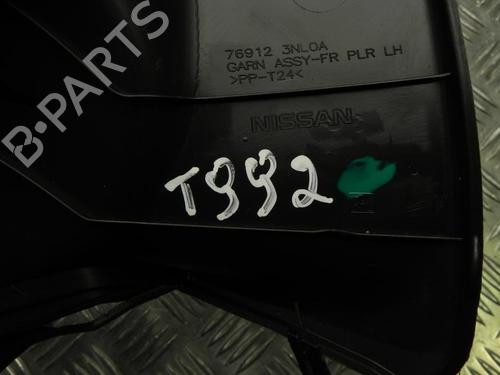 76912 3NL0A
GARN ASSY-FR PLR LH
>PP-T24<
NISSAN
T992
B-PARTS